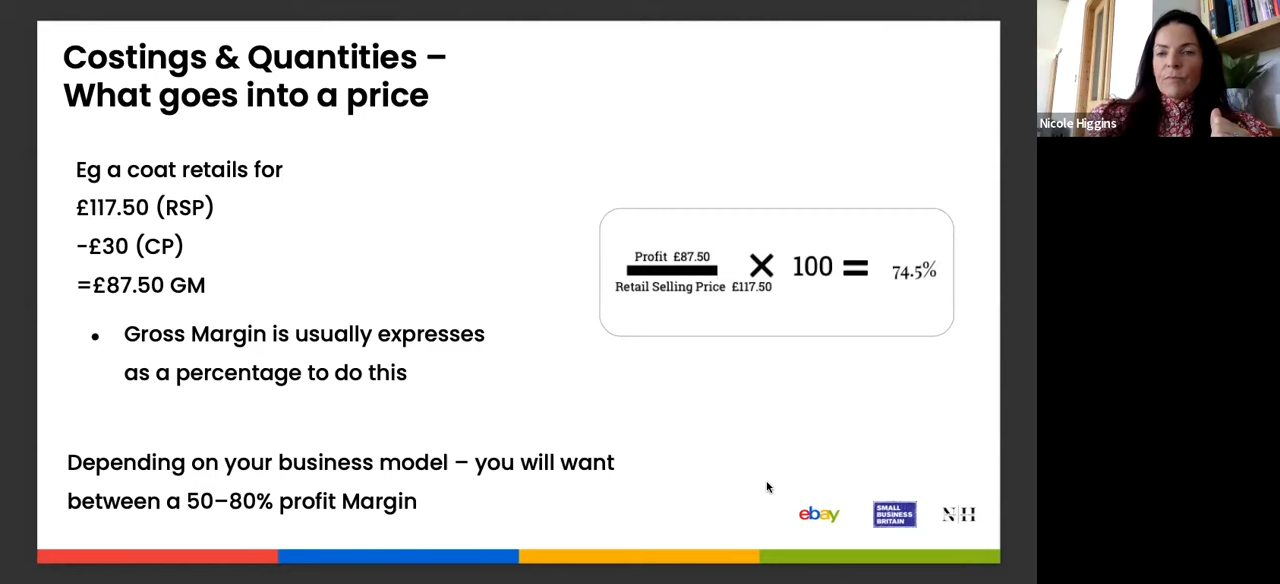 Costings & Quantities –
What goes into a price
Eg a coat retails for
£117.50 (RSP)
-£30 (CP)
=£87.50 GM
• Gross Margin is usually expresses
as a percentage to do this
Profit £87.50
Retail Selling Price £117.50
× 100 = 74.5%
Depending on your business model – you will want
between a 50–80% profit Margin
ebay
SMALL
BUSINESS
BRITAIN
N|H
Nicole Higgins